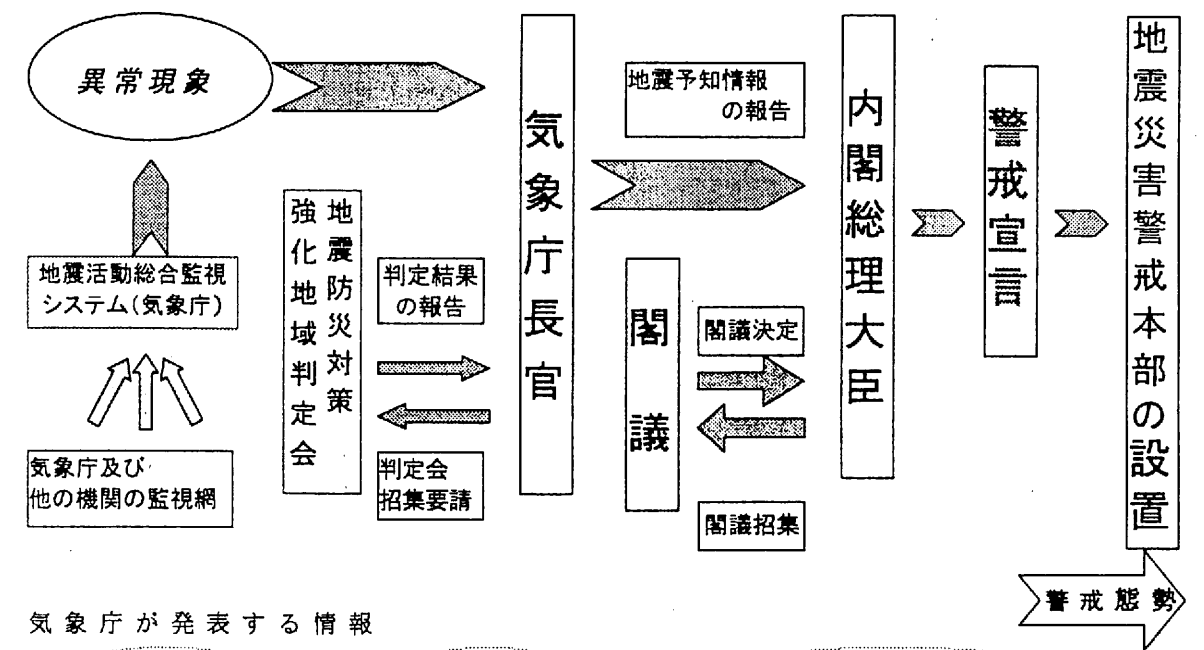 異常現象
地震活動総合監視
システム(気象庁)
気象庁及び
他の機関の監視網
地震防災対策
強化地域判定会
判定結果
の報告
判定会
招集要請
気象庁長官
地震予知情報
の報告
閣議
閣議決定
閣議招集
内閣総理大臣
警戒宣言
地震災害警戒本部の設置
警戒態勢
気象庁が発表する情報